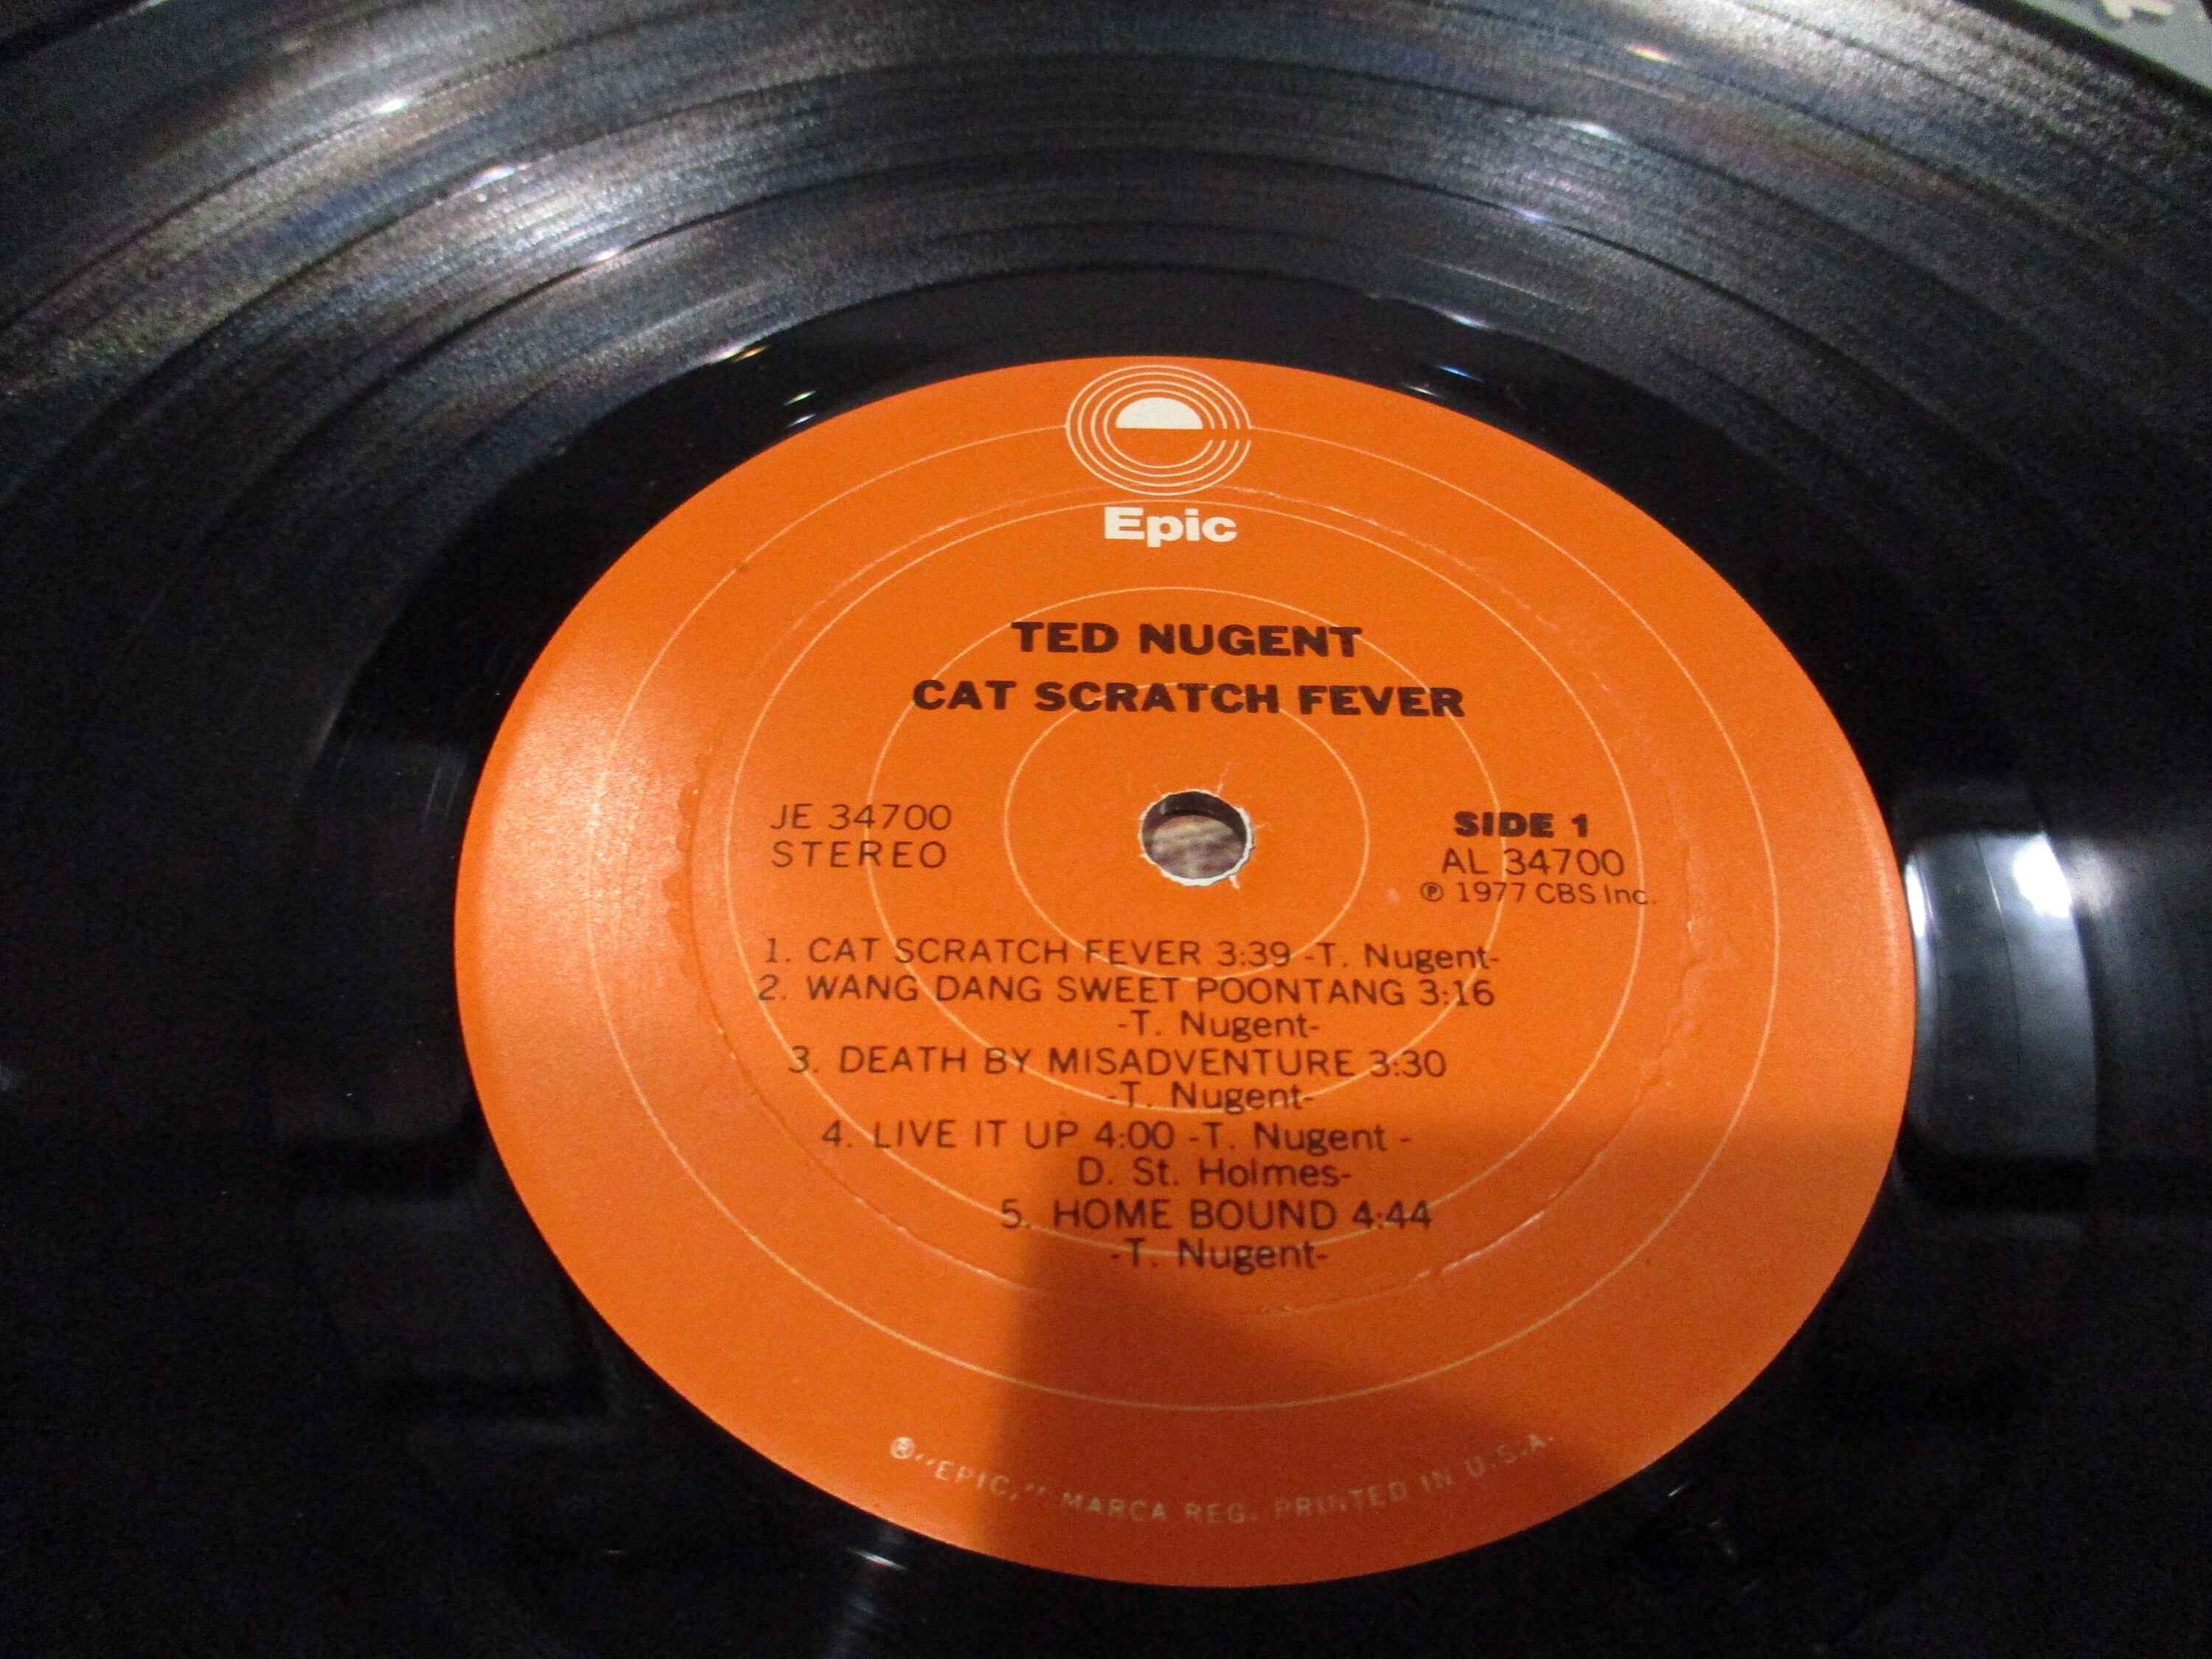 Epic
TED NUGENT
CAT SCRATCH FEVER
JE 34700
STEREO
SIDE 1
AL 34700
℗ 1977 CBS Inc.
1. CAT SCRATCH FEVER 3:39 -T. Nugent-
2. WANG DANG SWEET POONTANG 3:16
-T. Nugent-
3. DEATH BY MISADVENTURE 3:30
-T. Nugent-
4. LIVE IT UP 4:00 -T. Nugent -
D. St. Holmes-
5. HOME BOUND 4:44
-T. Nugent-
® "EPIC," MARCA REG. PRINTED IN U.S.A.